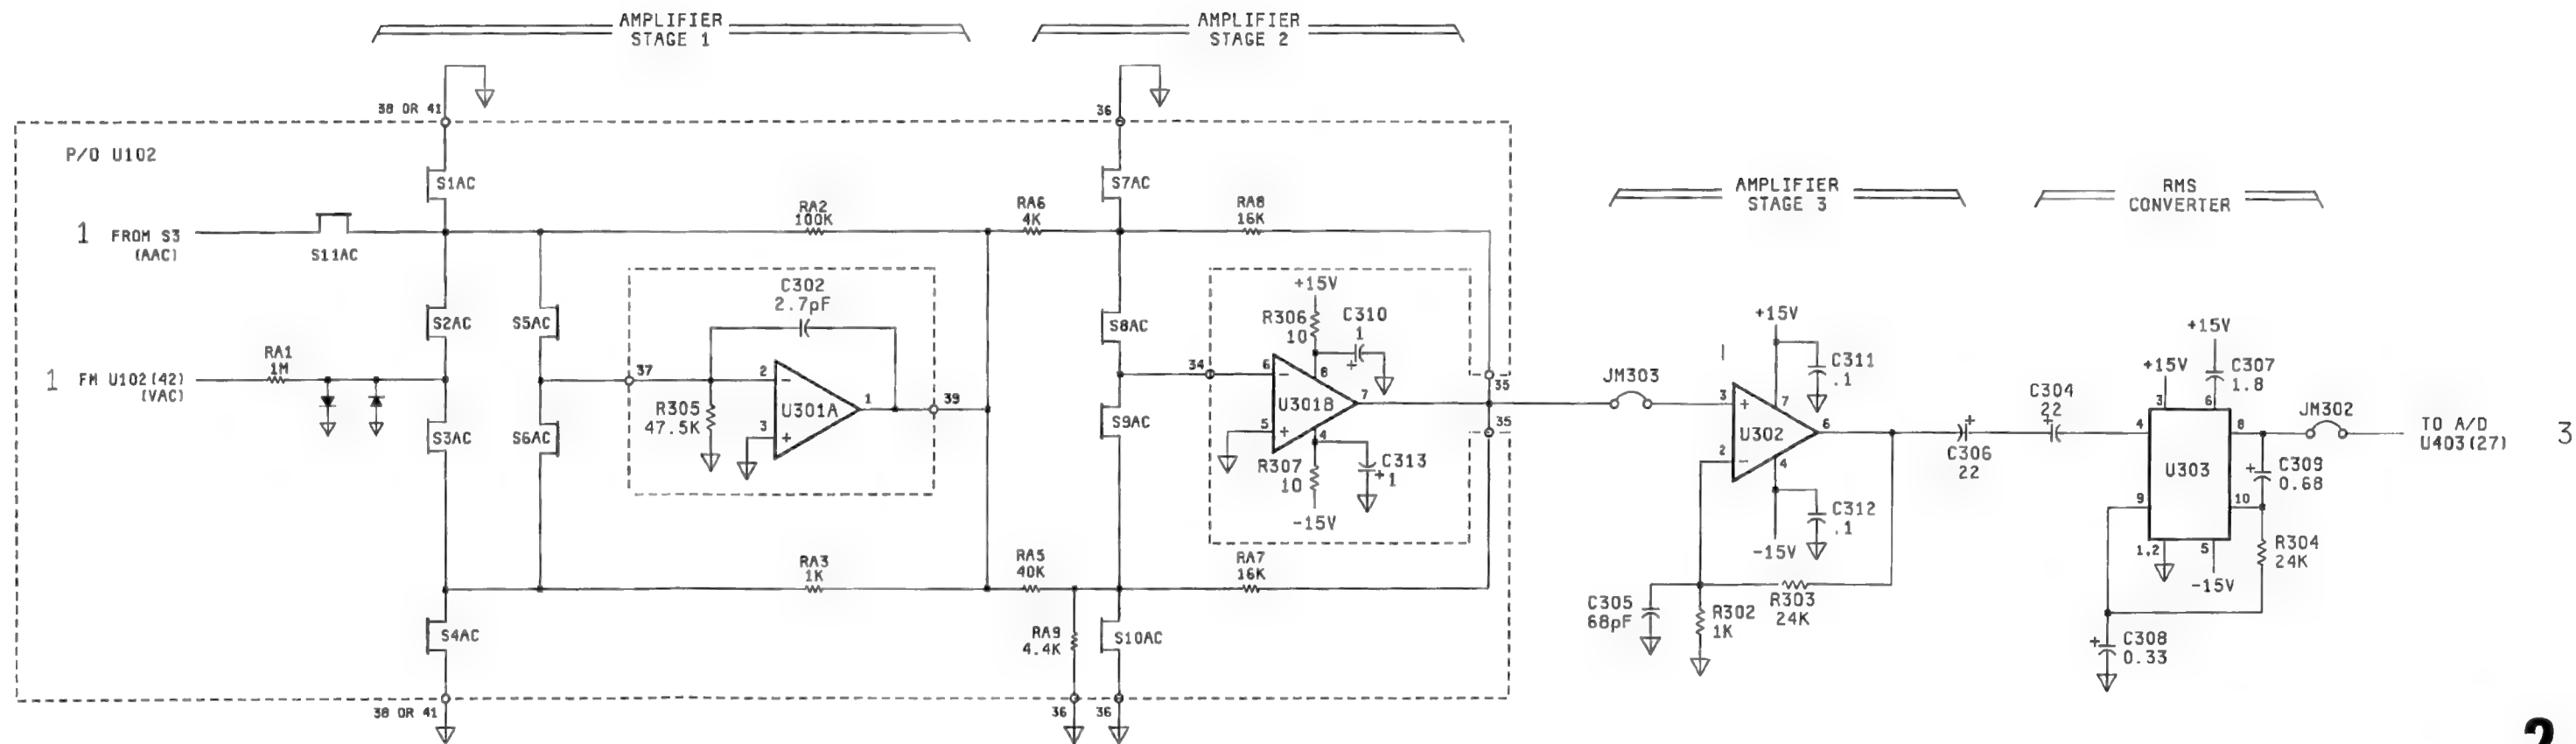 AMPLIFIER
STAGE 1
AMPLIFIER
STAGE 2
38 OR 41
36
P/O U102
S1AC
S7AC
AMPLIFIER
STAGE 3
RMS
CONVERTER
1 FROM S3
(AAC)
S11AC
RA2
100K
RA6
4K
RA8
16K
C302
2.7pF
+15V
R306
10
C310
1
+
8
S2AC
S5AC
S8AC
RA1
1M
1 FM U102(42)
(VAC)
37
2
−
U301A
1
39
3
+
R305
47.5K
34
6
−
U301B
7
5
+
4
35
35
S3AC
S6AC
S9AC
R307
10
C313
+
1
-15V
JM303
+15V
C311
.1
3
+
7
U302
6
2
−
4
C312
.1
-15V
+
C306
22
C304
22
+
+15V
+15V
C307
1.8
3
6
4
8
JM302
TO A/D
U403(27)
3
U303
+
C309
0.68
9
10
1,2
5
-15V
R304
24K
RA3
1K
RA5
40K
RA7
16K
C305
68pF
R302
1K
R303
24K
S4AC
RA9
4.4K
S10AC
+
C308
0.33
38 OR 41
36
36
2